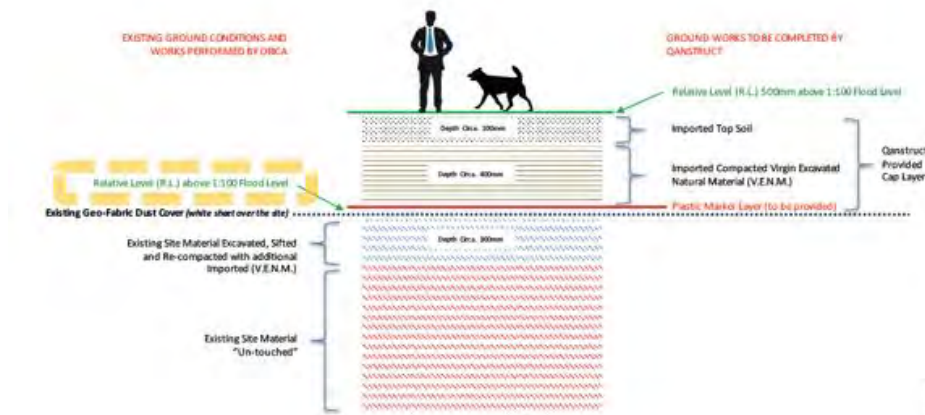 EXISTING GROUND CONDITIONS AND
WORKS PERFORMED BY
GROUND WORKS TO BE COMPLETED BY
QANSTRUCT
Relative Level (R.L.) 500mm above 1:100 Flood Level
Depth Circa.
Imported Top Soil
Depth Circa. 400mm
Imported Compacted Virgin Excavated
Natural Material (V.E.N.M.)
Qanstruct
Provided
Cap Layer
Relative Level (R.L.) above 1:100 Flood Level
Plastic Marker Layer (to be provided)
Existing Geo-Fabric Dust Cover (white sheet over the site)
Depth Circa. 300mm
Existing Site Material Excavated, Sifted
and Re-compacted with additional
Imported (V.E.N.M.)
Existing Site Material
"Un-touched"